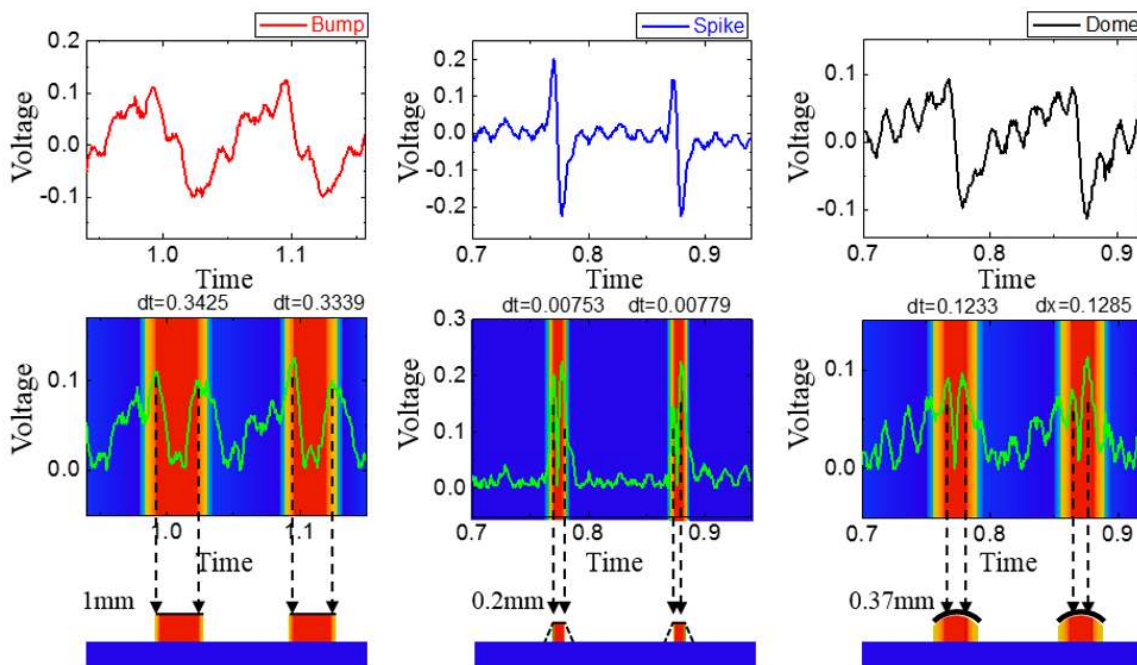 Bump
Spike
Dome
Voltage
0.2
0.1
0.0
-0.1
1.0
1.1
Time
Voltage
0.2
0.1
0.0
-0.1
-0.2
0.7
0.8
0.9
Time
Voltage
0.1
0.0
-0.1
0.7
0.8
0.9
Time
dt=0.3425 dt=0.3339
Voltage
0.1
0.0
1.0
1.1
Time
dt=0.00753 dt=0.00779
Voltage
0.3
0.2
0.1
0.0
0.7
0.8
0.9
Time
dt=0.1233 dx=0.1285
Voltage
0.1
0.0
0.7
0.8
0.9
Time
1mm
0.2mm
0.37mm